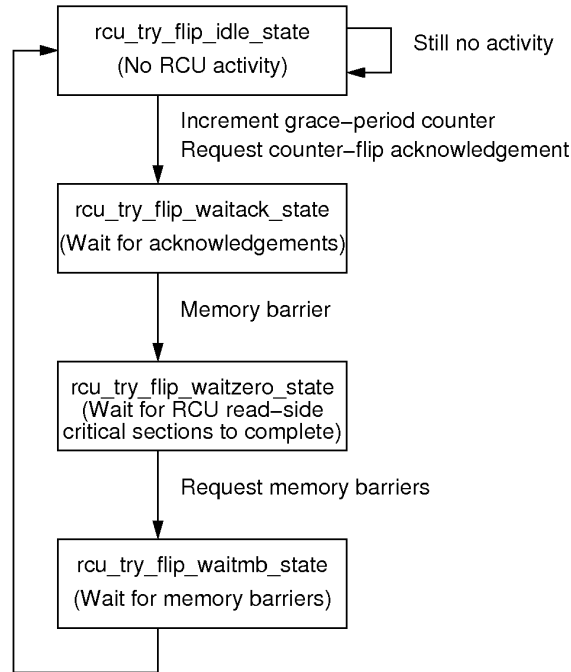 rcu_try_flip_idle_state
(No RCU activity)
Still no activity
Increment grace−period counter
Request counter−flip acknowledgement
rcu_try_flip_waitack_state
(Wait for acknowledgements)
Memory barrier
rcu_try_flip_waitzero_state
(Wait for RCU read−side
critical sections to complete)
Request memory barriers
rcu_try_flip_waitmb_state
(Wait for memory barriers)